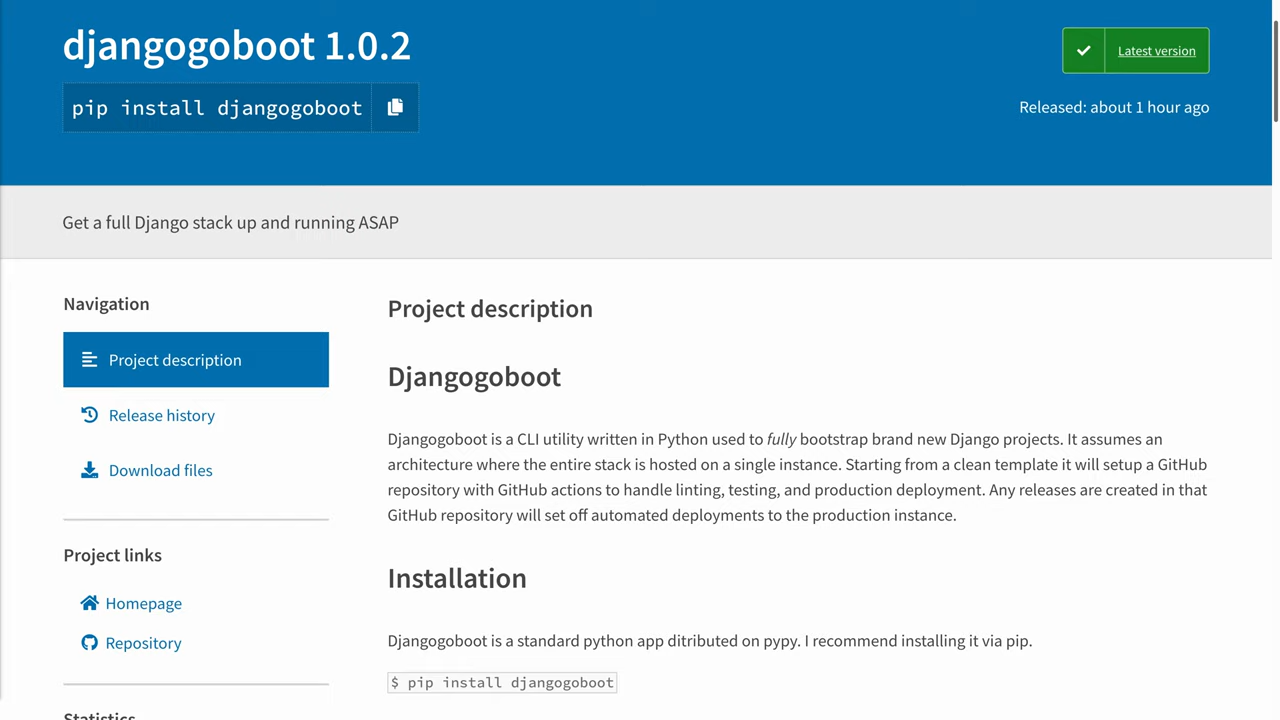 djangogoboot 1.0.2
pip install djangogoboot
Latest version
Released: about 1 hour ago
Get a full Django stack up and running ASAP
Navigation
Project description
Release history
Download files
Project links
Homepage
Repository
Statistics
Project description
Djangogoboot
Djangogoboot is a CLI utility written in Python used to fully bootstrap brand new Django projects. It assumes an
architecture where the entire stack is hosted on a single instance. Starting from a clean template it will setup a GitHub
repository with GitHub actions to handle linting, testing, and production deployment. Any releases are created in that
GitHub repository will set off automated deployments to the production instance.
Installation
Djangogoboot is a standard python app ditributed on pypy. I recommend installing it via pip.
$ pip install djangogoboot